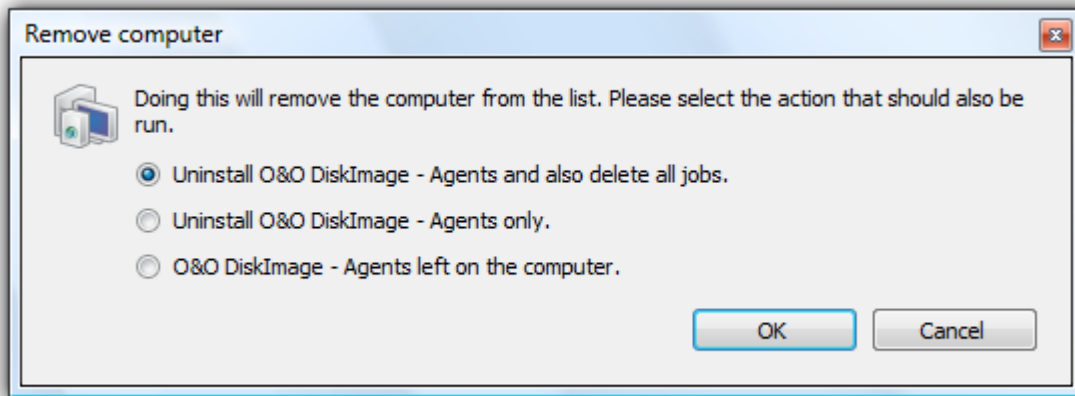 Remove computer
Doing this will remove the computer from the list. Please select the action that should also be
run.
Uninstall O&O DiskImage - Agents and also delete all jobs.
Uninstall O&O DiskImage - Agents only.
O&O DiskImage - Agents left on the computer.
OK Cancel